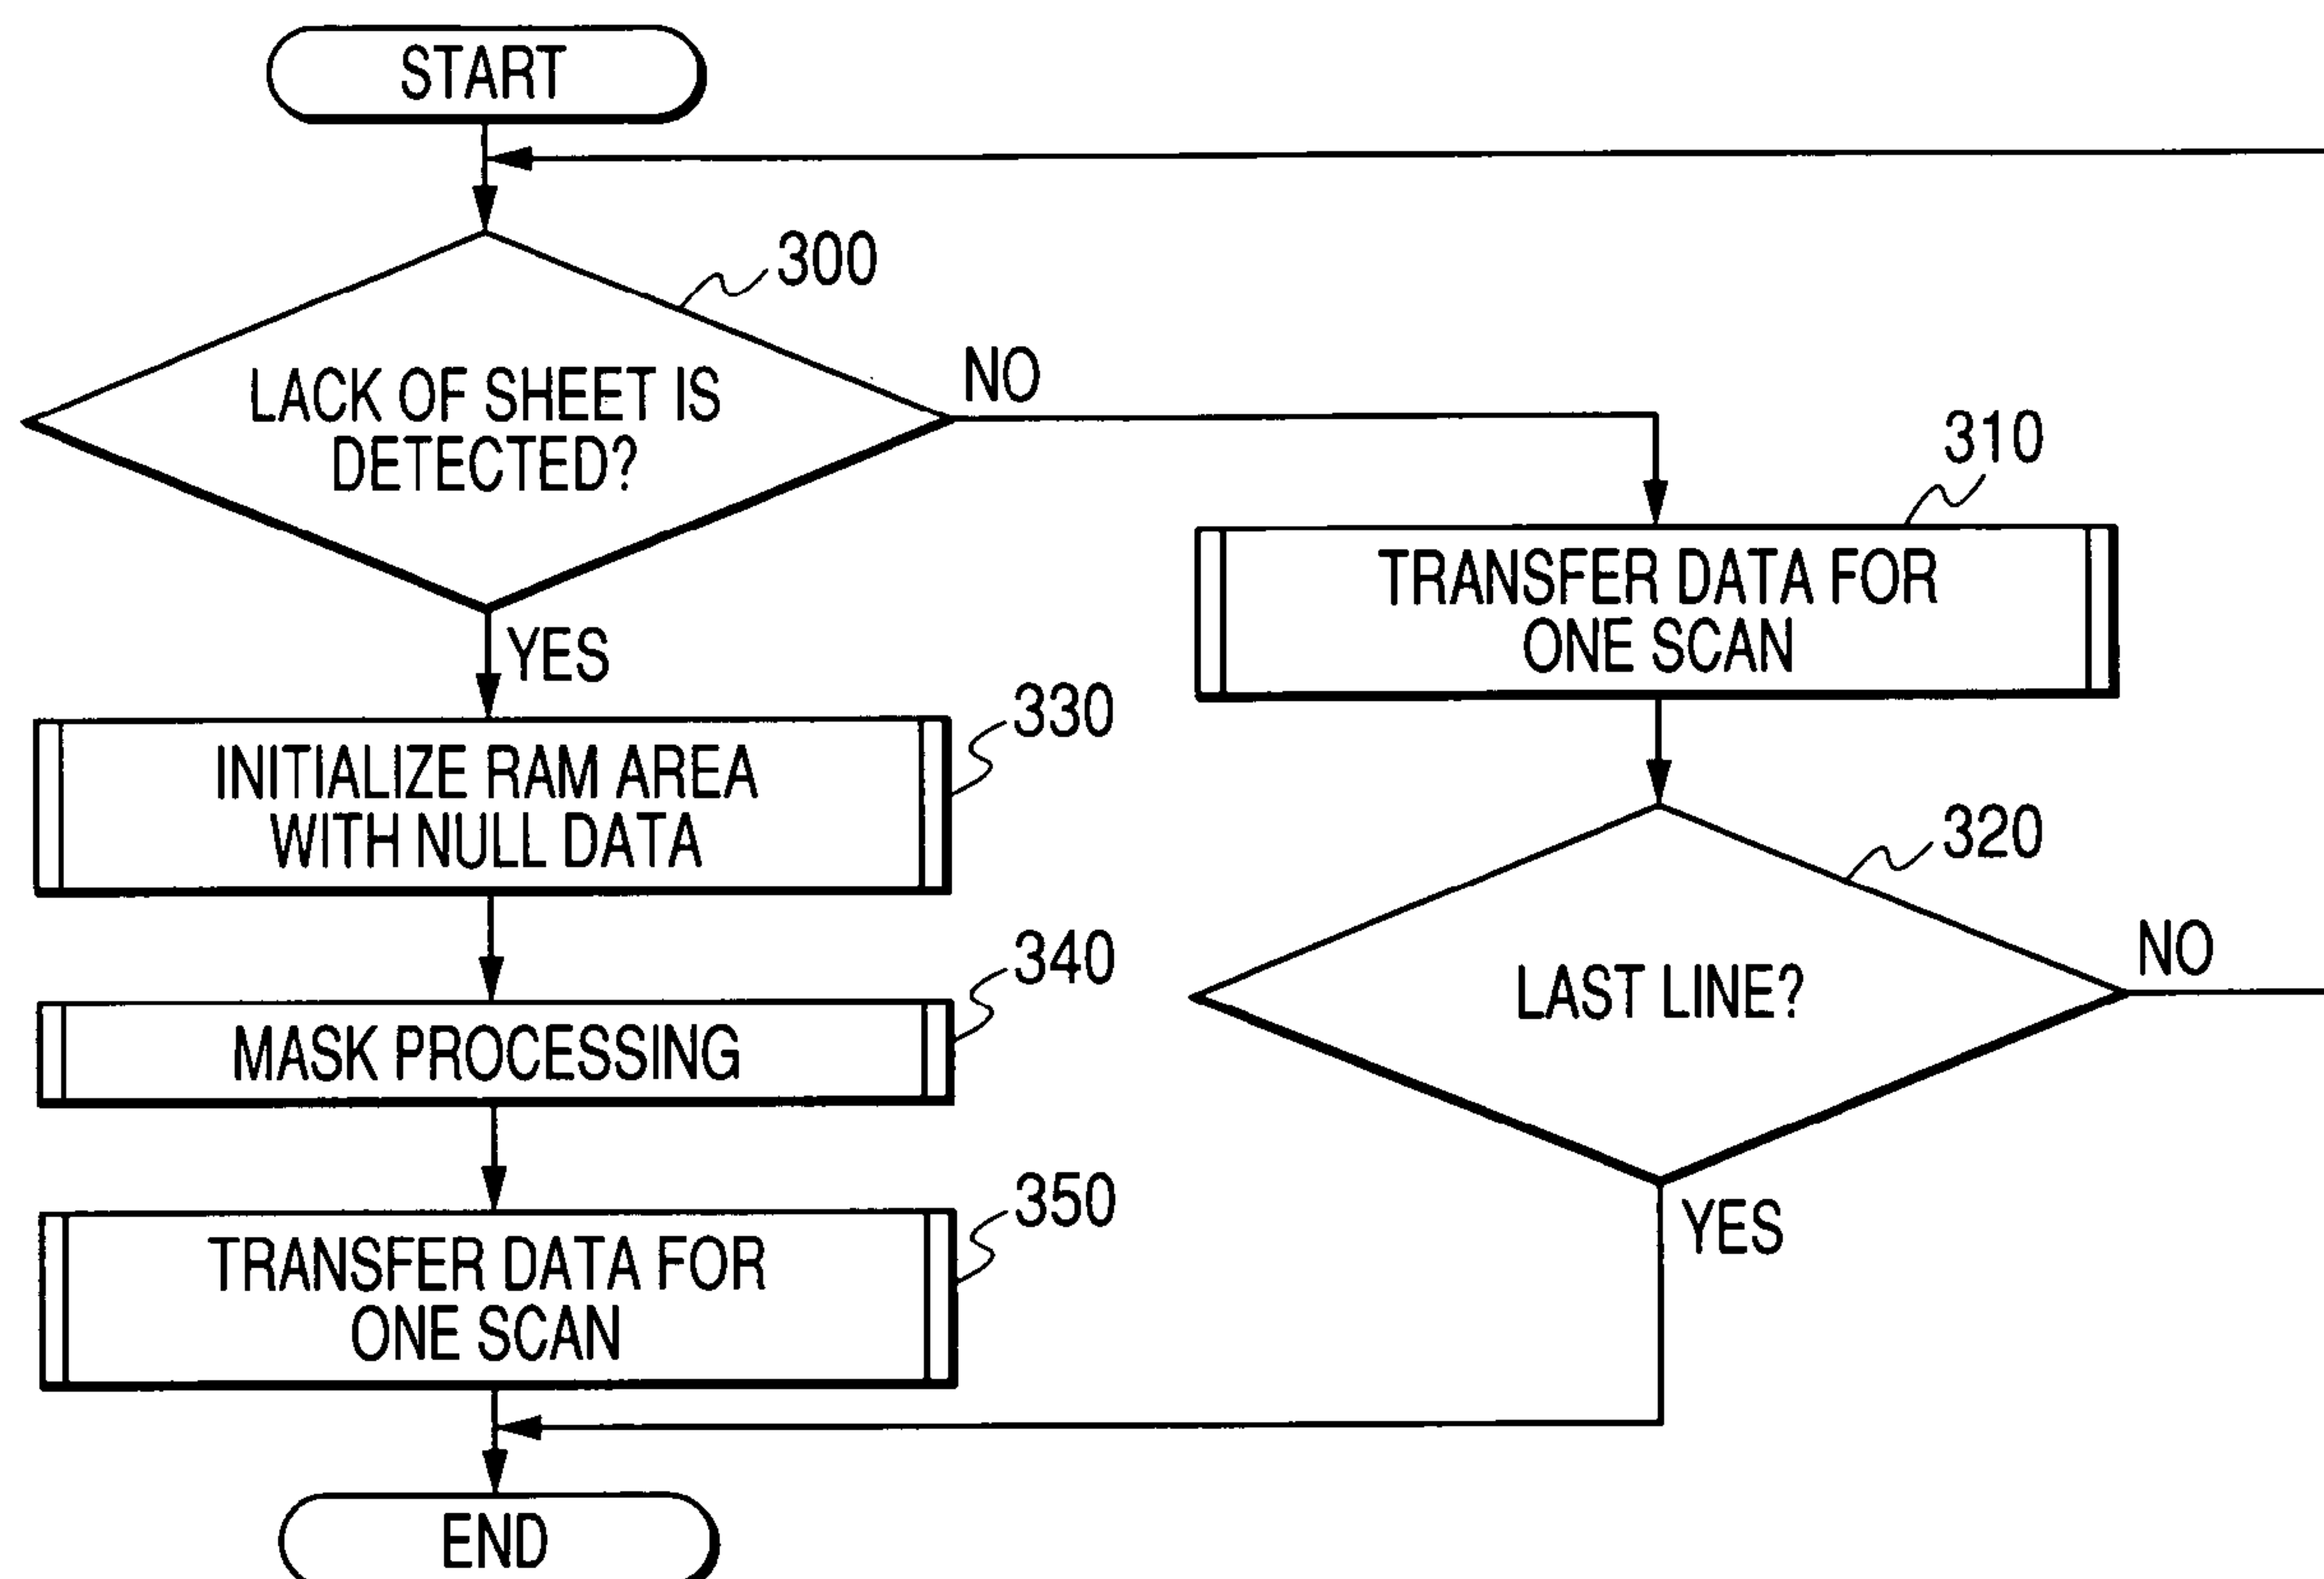 START
300
LACK OF SHEET IS
DETECTED?
NO
YES
310
TRANSFER DATA FOR
ONE SCAN
320
LAST LINE?
NO
YES
330
INITIALIZE RAM AREA
WITH NULL DATA
340
MASK PROCESSING
350
TRANSFER DATA FOR
ONE SCAN
END